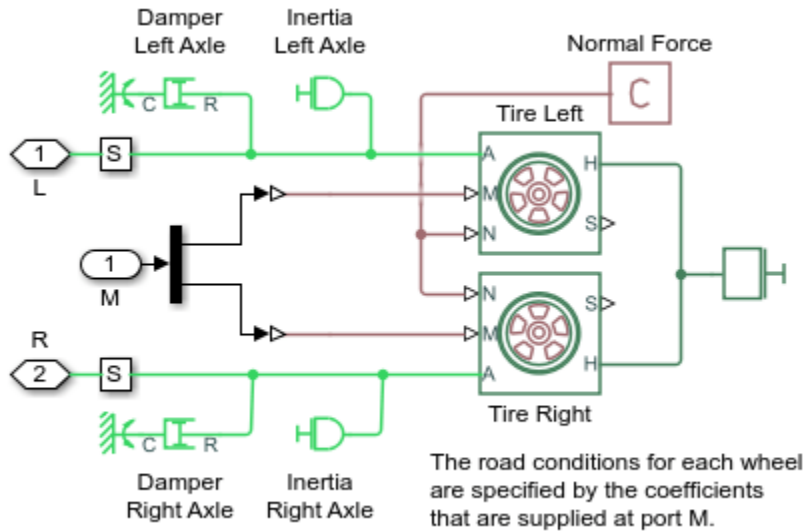 Damper
Left Axle
Inertia
Left Axle
Normal Force
C
C R
Tire Left
1
L
S
A
H
M
S
N
1
M
N
S
M
H
A
R
2
S
Tire Right
C R
Damper
Right Axle
Inertia
Right Axle
The road conditions for each wheel
are specified by the coefficients
that are supplied at port M.